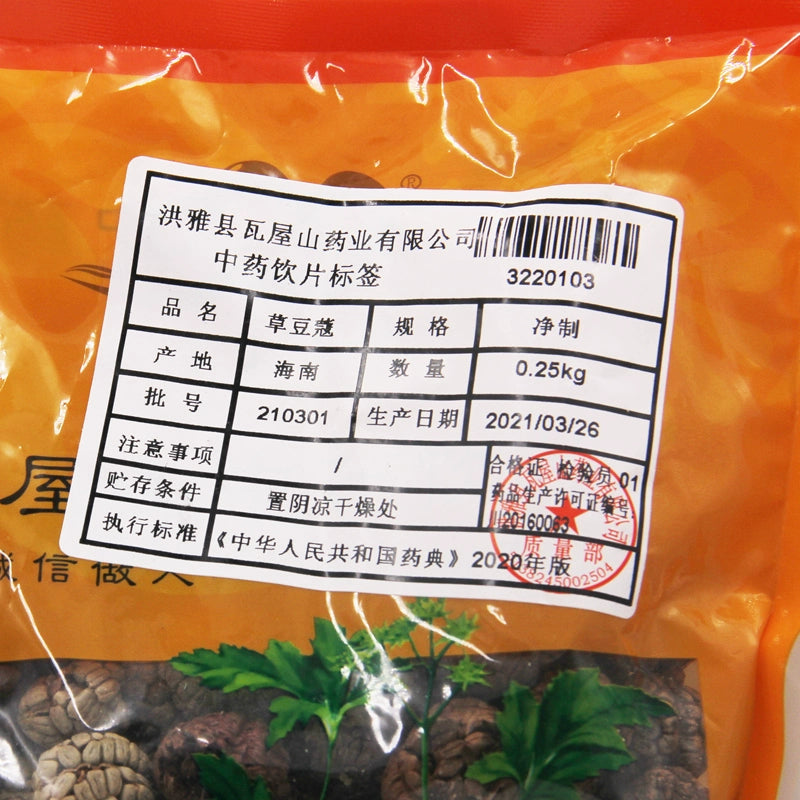 ®
洪雅县瓦屋山药业有限公司
中药饮片标签
3220103
品名 草豆蔻 规格 净制
产地 海南 数量 0.25kg
批号 210301 生产日期 2021/03/26
注意事项 /
合格证 检验员 01
药品生产许可证编号
川20160063
贮存条件 置阴凉干燥处
执行标准 《中华人民共和国药典》2020年版
质量部
屋
诚信做人